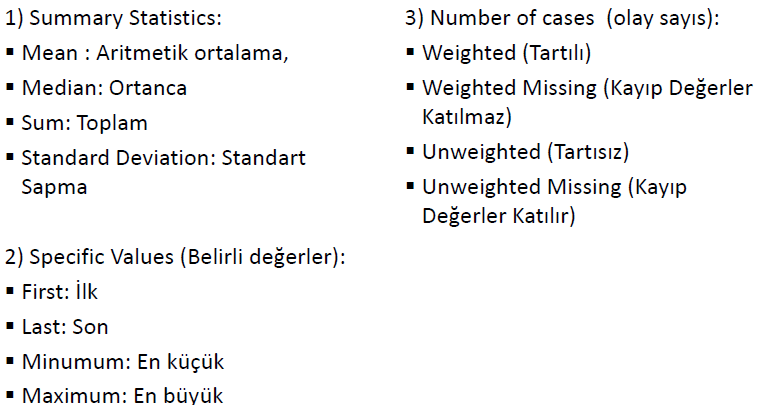 1) Summary Statistics:
▪ Mean : Aritmetik ortalama,
▪ Median: Ortanca
▪ Sum: Toplam
▪ Standard Deviation: Standart
Sapma
2) Specific Values (Belirli değerler):
▪ First: İlk
▪ Last: Son
▪ Minumum: En küçük
▪ Maximum: En büyük
3) Number of cases  (olay sayıs):
▪ Weighted (Tartılı)
▪ Weighted Missing (Kayıp Değerler
Katılmaz)
▪ Unweighted (Tartısız)
▪ Unweighted Missing (Kayıp
Değerler Katılır)